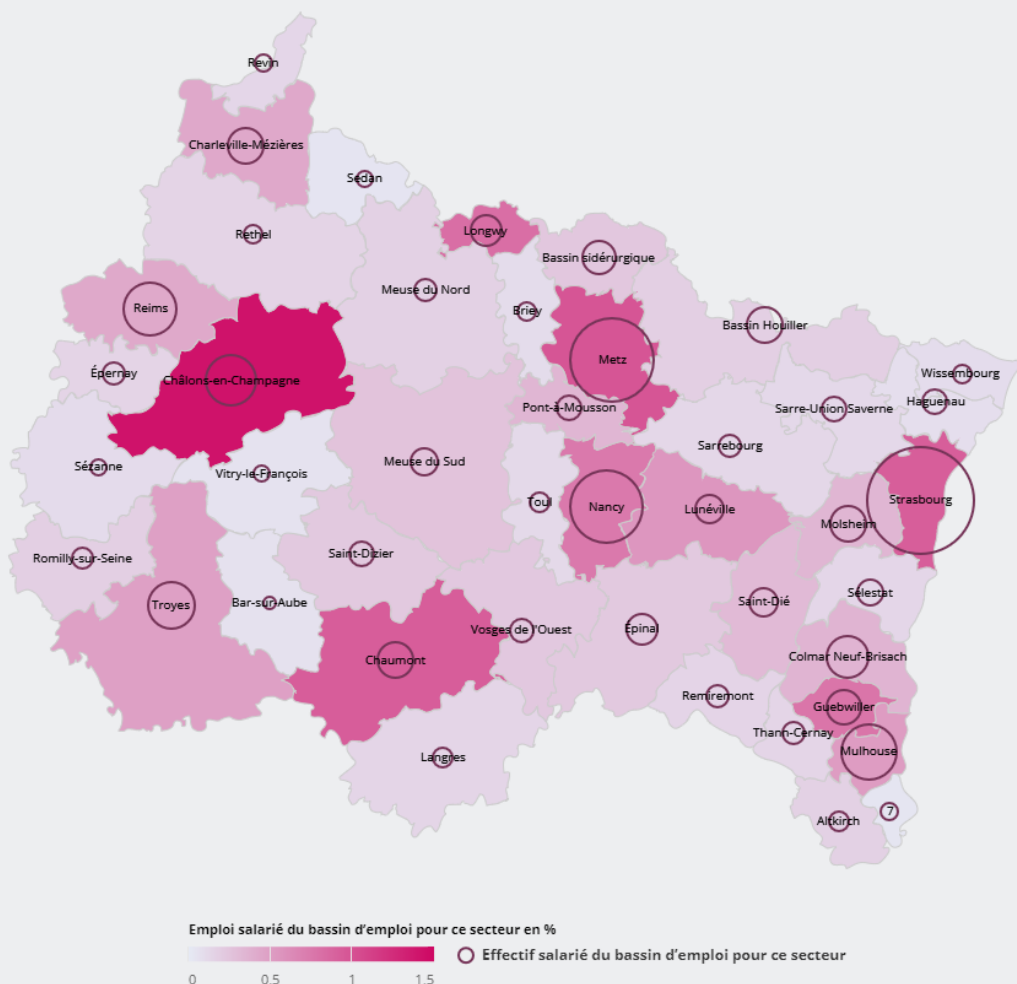 Revin
Charleville-Mézières
Sedan
Rethel
Longwy
Bassin sidérurgique
Meuse du Nord
Reims
Briey
Bassin Houiller
Metz
Épernay
Châlons-en-Champagne
Wissembourg
Haguenau
Pont-à-Mousson
Sarre-Union Saverne
Sarrebourg
Meuse du Sud
Sézanne
Vitry-le-François
Toul
Nancy
Lunéville
Strasbourg
Molsheim
Romilly-sur-Seine
Saint-Dizier
Sélestat
Troyes
Bar-sur-Aube
Saint-Dié
Vosges de l'Ouest
Épinal
Chaumont
Colmar Neuf-Brisach
Remiremont
Guebwiller
Thann-Cernay
Mulhouse
Langres
Altkirch
7
Emploi salarié du bassin d’emploi pour ce secteur en %
Effectif salarié du bassin d’emploi pour ce secteur
0 0.5 1 1.5